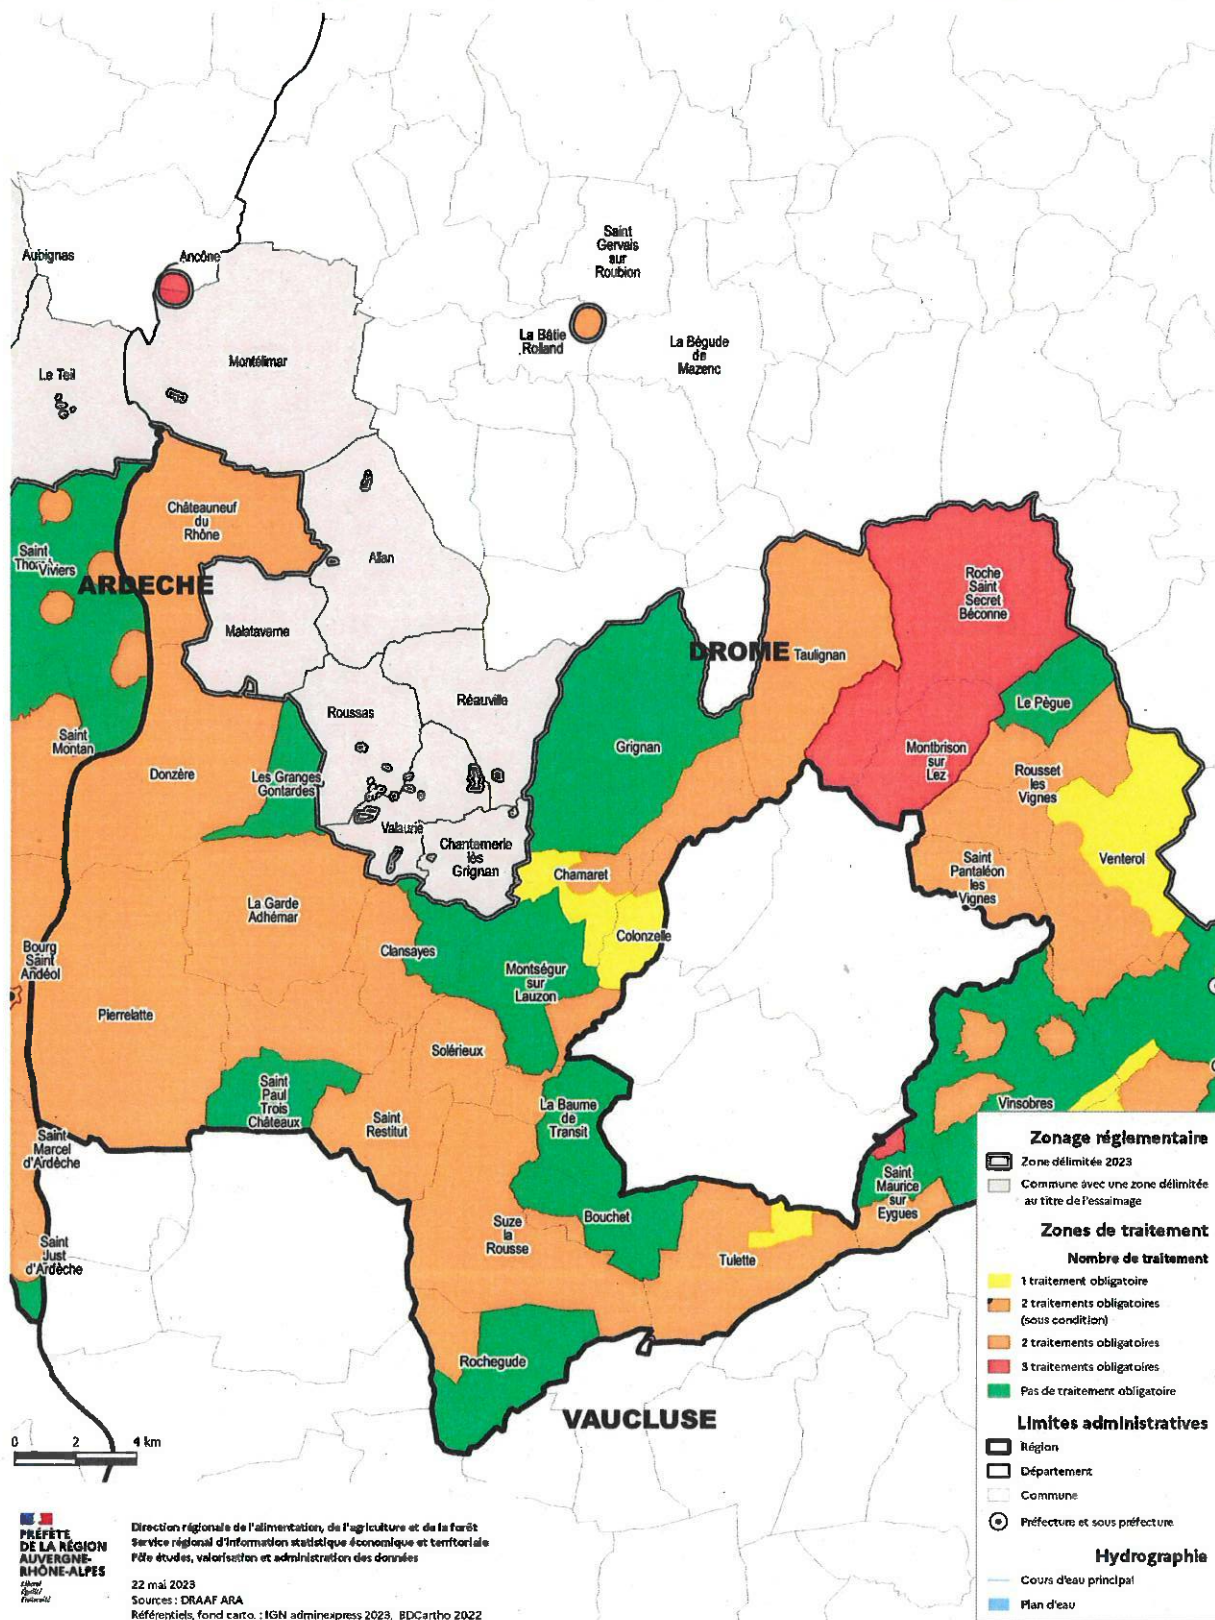 Saint
Gervais
sur
Roubion
Aubignas
Ancône
La Bâtie
Rolland
La Bégude
de
Mazenc
Montélimar
Le Teil
Châteauneuf
du
Rhône
Saint
Viviers
ARDECHE
Allan
Roche
Saint
Secret
Béconne
Malataverne
DROME
Taulignan
Réauville
Roussas
Le Pègue
Saint
Montan
Donzère
Les Granges
Gontardes
Grignan
Montbrison
sur
Lez
Rousset
les
Vignes
Valaurie
Chantemerle
lès
Grignan
Chamaret
Saint
Pantaléon
les
Vignes
Venterol
La Garde
Adhémar
Clansayes
Colonzelle
Bourg
Saint
Andéol
Montségur
sur
Lauzon
Pierrelatte
Solérieux
Saint
Paul
Trois
Châteaux
Saint
Restitut
La Baume
de
Transit
Vinsobres
Saint
Marcel
d'Ardèche
Saint
Maurice
sur
Eygues
Suze
la
Rousse
Bouchet
Tulette
Saint
Just
d'Ardèche
Rochegude
VAUCLUSE
0 2 4 km
Zonage réglementaire
Zone délimitée 2023
Commune avec une zone délimitée
au titre de l'essaimage
Zones de traitement
Nombre de traitement
1 traitement obligatoire
2 traitements obligatoires
(sous condition)
2 traitements obligatoires
3 traitements obligatoires
Pas de traitement obligatoire
Limites administratives
Région
Département
Commune
Préfecture et sous préfecture
Hydrographie
Cours d'eau principal
Plan d'eau
PRÉFÈTE
DE LA RÉGION
AUVERGNE-
RHÔNE-ALPES
Liberté
Égalité
Fraternité
Direction régionale de l'alimentation, de l'agriculture et de la forêt
Service régional d'information statistique économique et territoriale
Pôle études, valorisation et administration des données
22 mai 2023
Sources : DRAAF ARA
Référentiels, fond carto. : IGN adminexpress 2023, BDCartho 2022